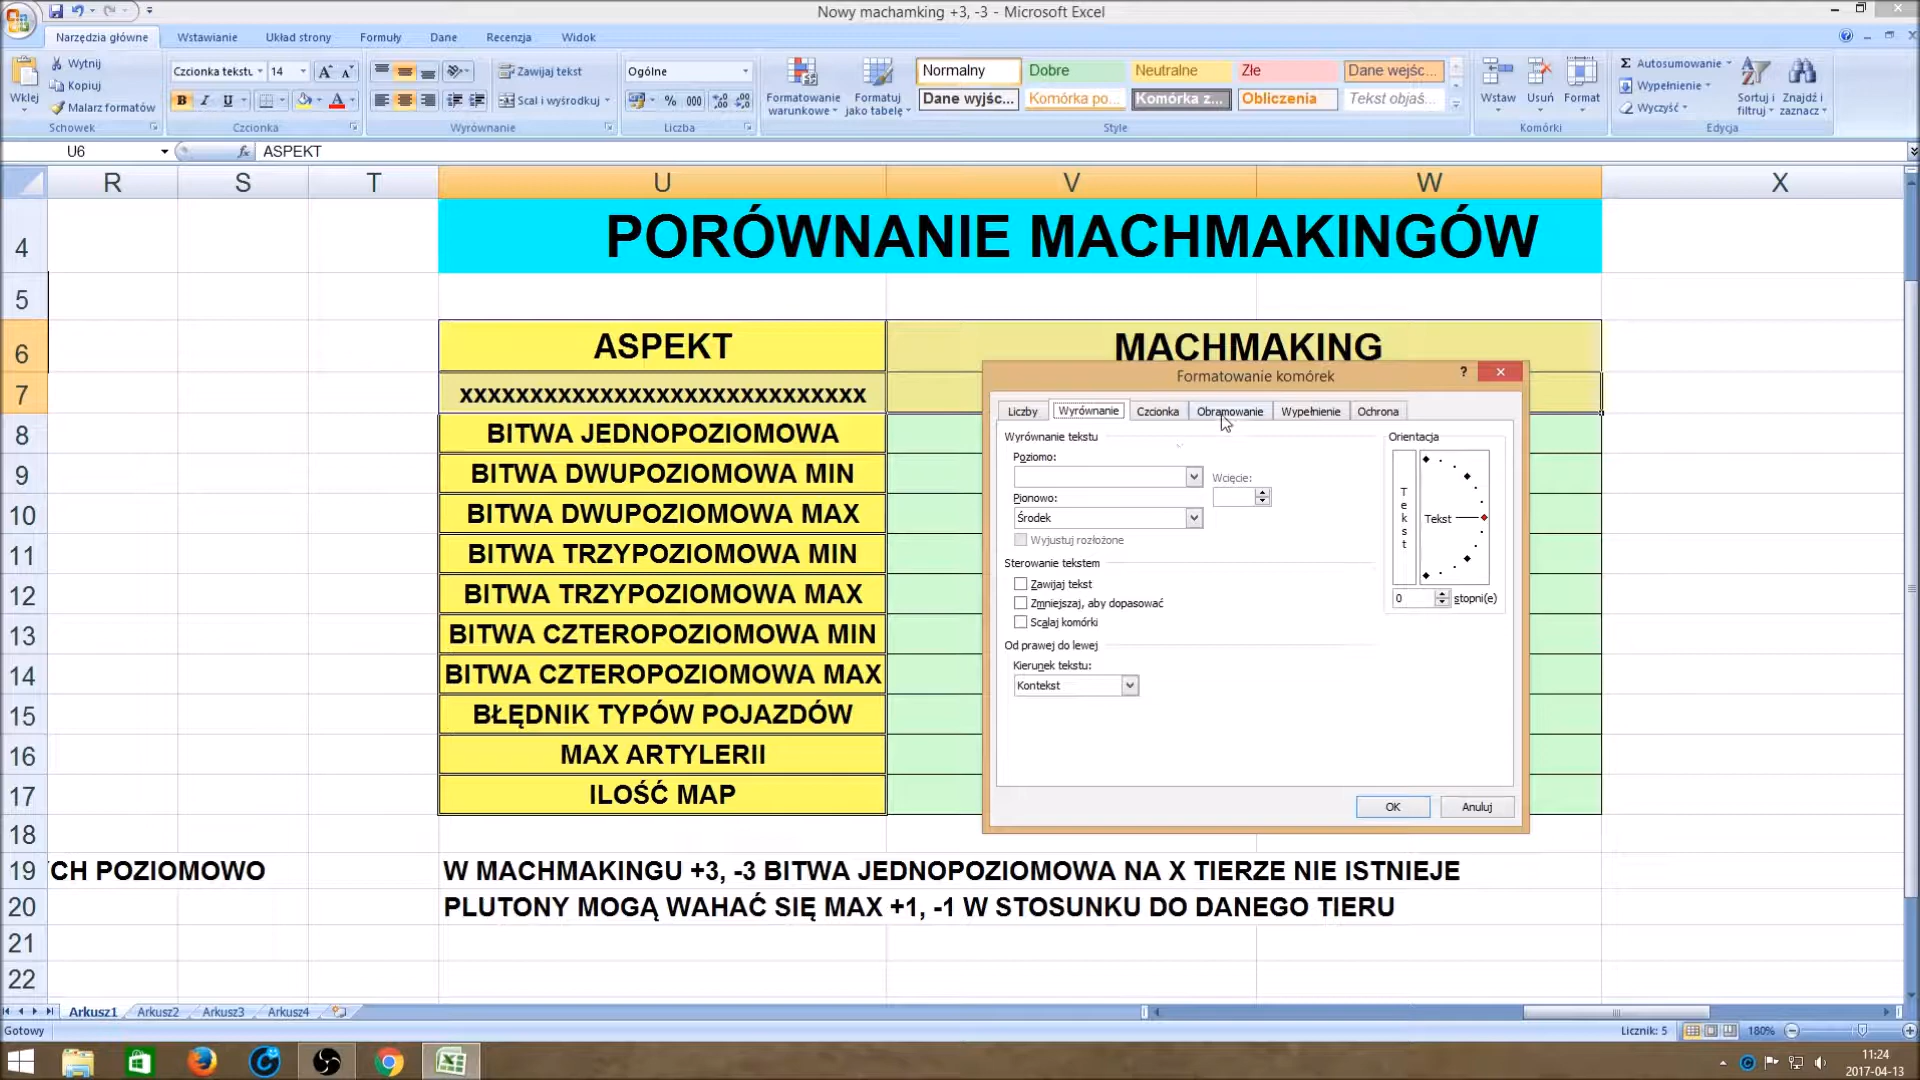 Nowy machamking +3, -3 - Microsoft Excel
Narzędzia główne Wstawianie Układ strony Formuły Dane Recenzja Widok
Wklej Wytnij Kopiuj Malarz formatów
Schowek
Czcionka tekstu 14
B I U A
Czcionka
Zawijaj tekst
Scal i wyśrodkuj
Wyrównanie
Ogólne
% 000
Liczba
Formatowanie warunkowe Formatuj jako tabelę
Normalny Dobre Neutralne Złe Dane wejśc...
Dane wyjśc... Komórka po... Komórka z... Obliczenia Tekst objaś...
Style
Wstaw Usuń Format
Komórki
Σ Autosumowanie
Wypełnienie
Wyczyść
Sortuj i filtruj Znajdź i zaznacz
Edycja
U6 fx ASPEKT
R S T U V W X
4 PORÓWNANIE MACHMAKINGÓW
5
6 ASPEKT MACHMAKING
7 xxxxxxxxxxxxxxxxxxxxxxxxxxxxx
8 BITWA JEDNOPOZIOMOWA
9 BITWA DWUPOZIOMOWA MIN
10 BITWA DWUPOZIOMOWA MAX
11 BITWA TRZYPOZIOMOWA MIN
12 BITWA TRZYPOZIOMOWA MAX
13 BITWA CZTEROPOZIOMOWA MIN
14 BITWA CZTEROPOZIOMOWA MAX
15 BŁĘDNIK TYPÓW POJAZDÓW
16 MAX ARTYLERII
17 ILOŚĆ MAP
18
19 CH POZIOMOWO W MACHMAKINGU +3, -3 BITWA JEDNOPOZIOMOWA NA X TIERZE NIE ISTNIEJE
20 PLUTONY MOGĄ WAHAĆ SIĘ MAX +1, -1 W STOSUNKU DO DANEGO TIERU
21
22
Formatowanie komórek ?
Liczby Wyrównanie Czcionka Obramowanie Wypełnienie Ochrona
Wyrównanie tekstu
Poziomo:
Wcięcie:
Pionowo:
Środek
Wyjustuj rozłożone
Sterowanie tekstem
Zawijaj tekst
Zmniejszaj, aby dopasować
Scalaj komórki
Od prawej do lewej
Kierunek tekstu:
Kontekst
Orientacja
Tekst
Tekst
0 stopni(e)
OK Anuluj
Arkusz1 Arkusz2 Arkusz3 Arkusz4
Gotowy Licznik: 5 180%
11:24
2017-04-13